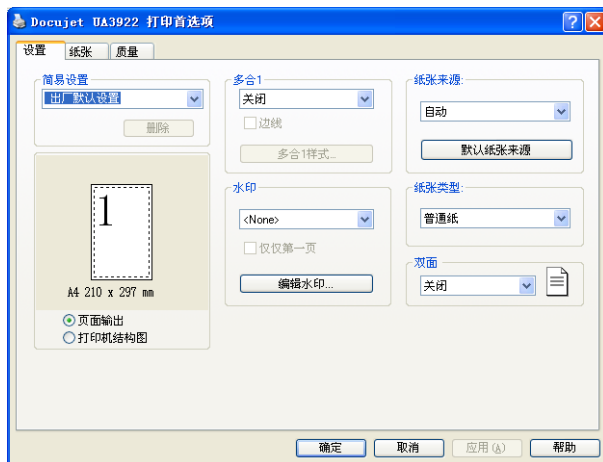 Docujet UA3922 打印首选项
设置 纸张 质量
简易设置
出厂默认设置
删除
1
A4 210 x 297 mm
页面输出
打印机结构图
多合1
关闭
边线
多合1样式...
水印
<None>
仅仅第一页
编辑水印...
纸张来源:
自动
默认纸张来源
纸张类型:
普通纸
双面
关闭
确定 取消 应用(A) 帮助